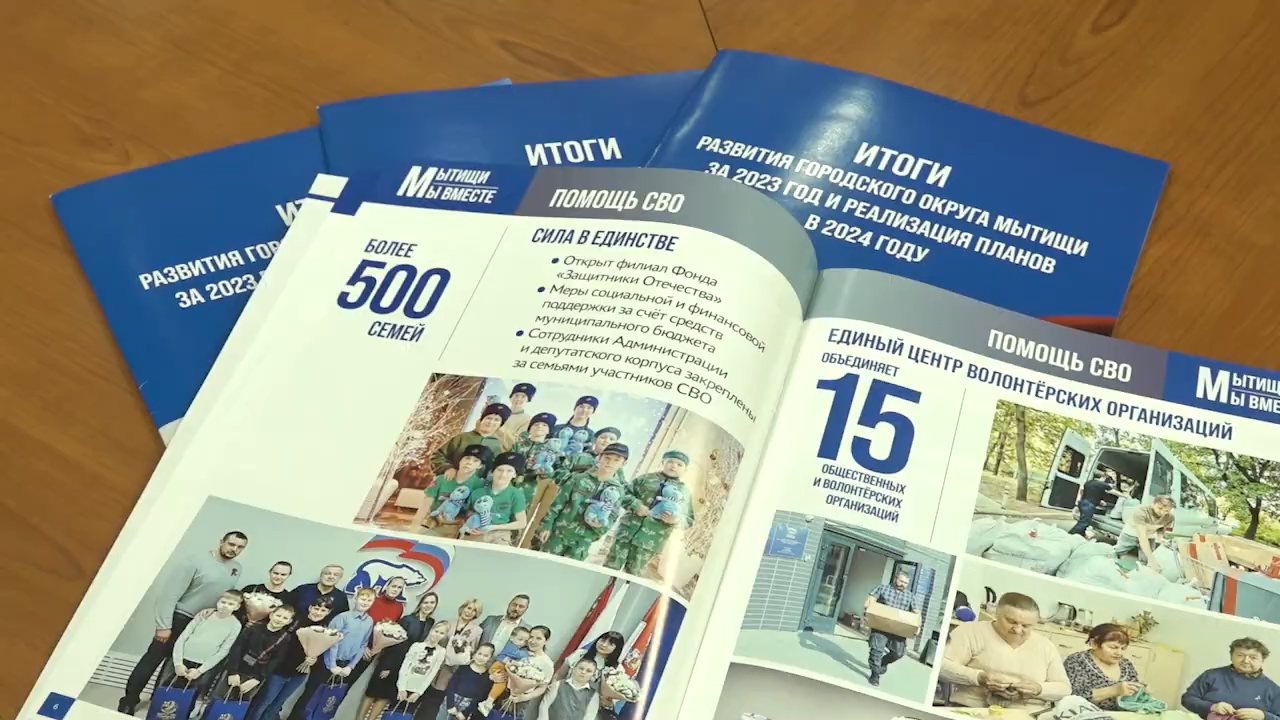 ИТОГИ
РАЗВИТИЯ ГОРОДСКОГО ОКРУГА МЫТИЩИ
ЗА 2023 ГОД И РЕАЛИЗАЦИЯ ПЛАНОВ
В 2024 ГОДУ
ИТОГИ
РАЗВИТИЯ
ЗА 2023
МЫТИЩИ
МЫ ВМЕСТЕ
ПОМОЩЬ СВО
БОЛЕЕ
500
СЕМЕЙ
СИЛА В ЕДИНСТВЕ
• Открыт филиал Фонда
«Защитники Отечества»
• Меры социальной и финансовой
поддержки за счёт средств
муниципального бюджета
• Сотрудники Администрации
и депутатского корпуса закреплены
за семьями участников СВО
6
ПОМОЩЬ СВО
МЫ ВМЕСТЕ
ЕДИНЫЙ ЦЕНТР ВОЛОНТЁРСКИХ ОРГАНИЗАЦИЙ
ОБЪЕДИНЯЕТ
15
ОБЩЕСТВЕННЫХ
И ВОЛОНТЁРСКИХ
ОРГАНИЗАЦИЙ